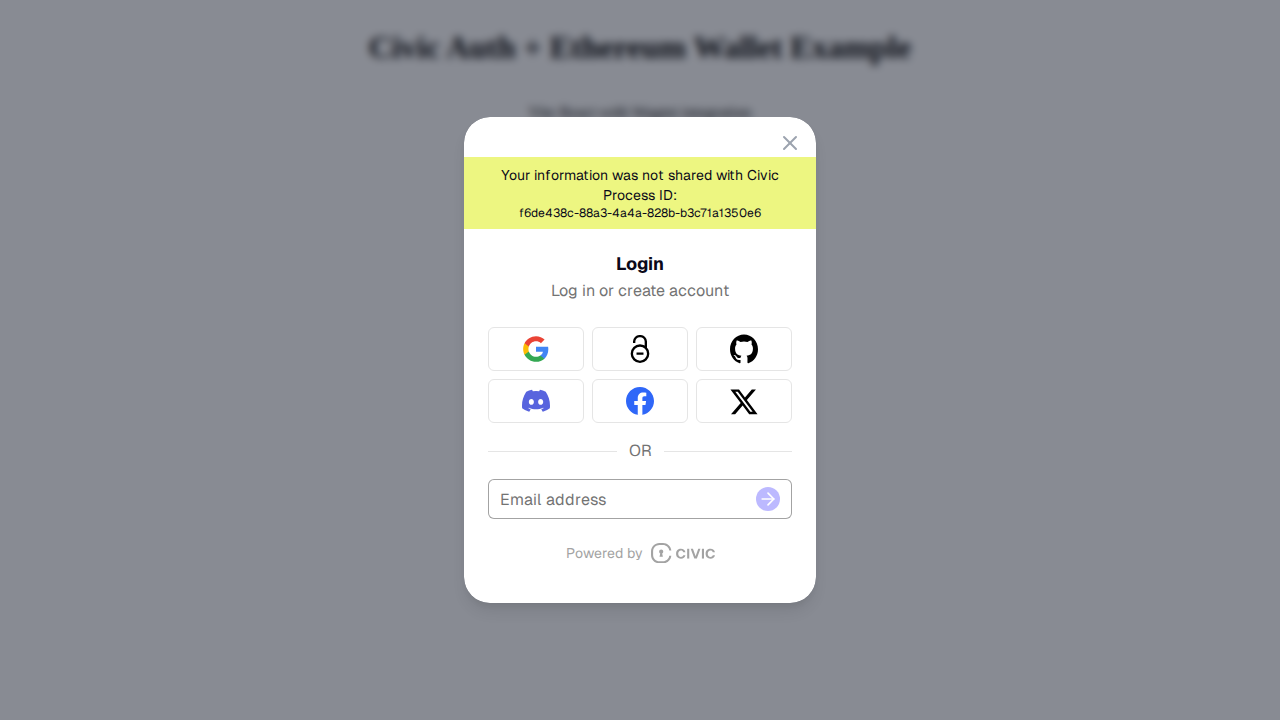 Civic Auth + Ethereum Wallet Example
Your information was not shared with Civic
Process ID:
f6de438c-88a3-4a4a-828b-b3c71a1350e6
Login
Log in or create account
OR
Email address
Powered by CIVIC